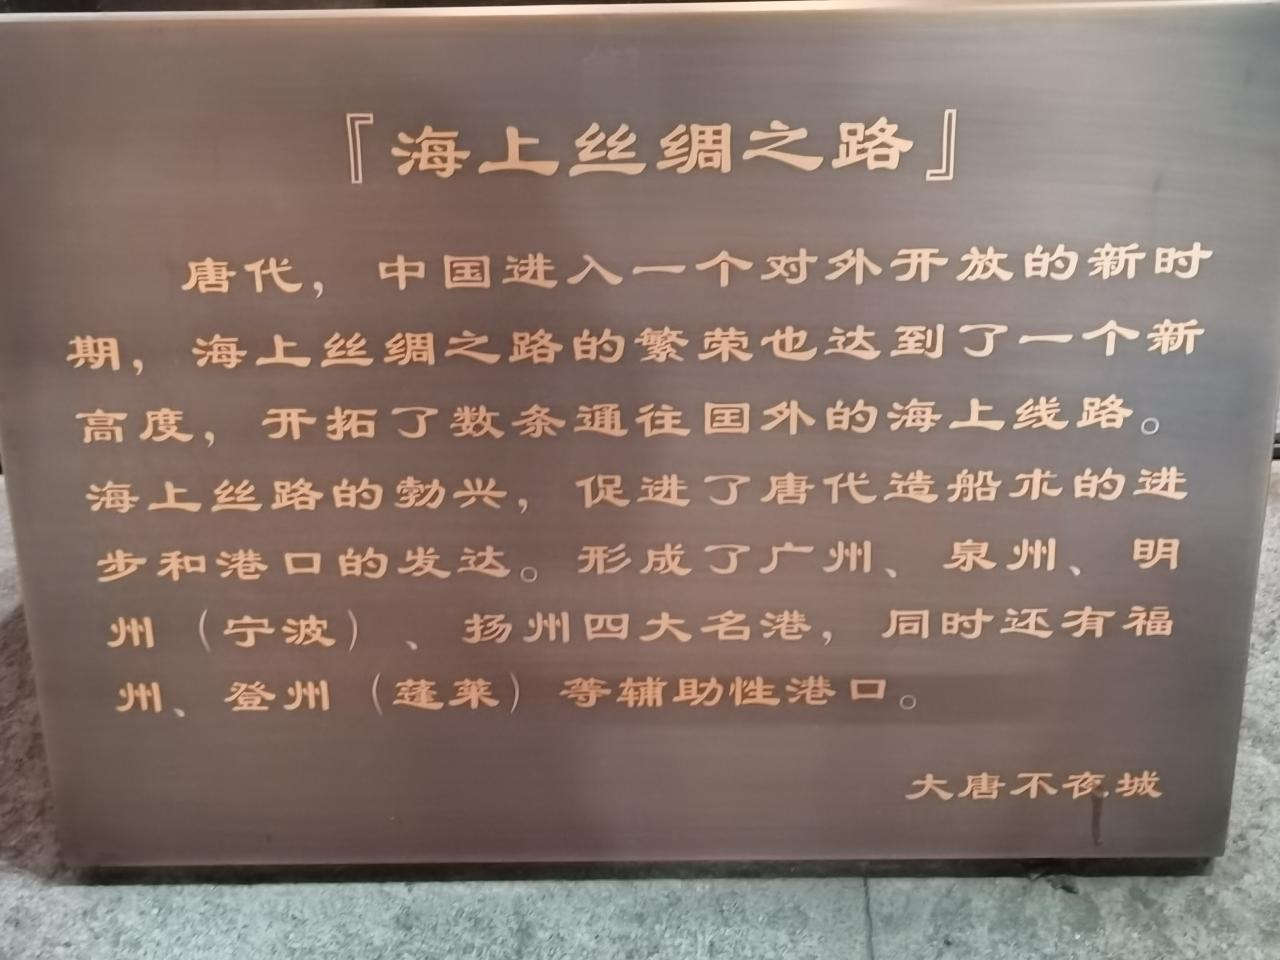 『海上丝绸之路』
唐代，中国进入一个对外开放的新时
期，海上丝绸之路的繁荣也达到了一个新
高度，开拓了数条通往国外的海上线路。
海上丝路的勃兴，促进了唐代造船术的进
步和港口的发达。形成了广州、泉州、明
州（宁波）、扬州四大名港，同时还有福
州、登州（蓬莱）等辅助性港口。
大唐不夜城